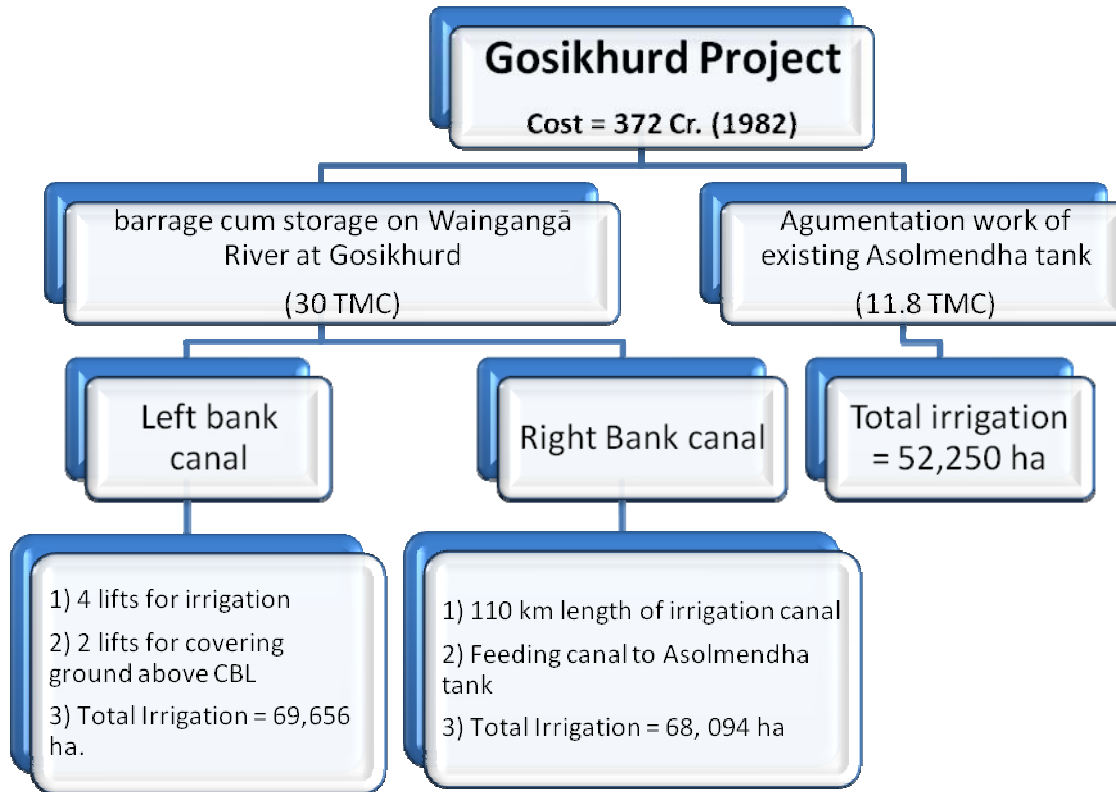 Gosikhurd Project
Cost = 372 Cr. (1982)
barrage cum storage on Waingangā
River at Gosikhurd
(30 TMC)
Agumentation work of
existing Asolmendha tank
(11.8 TMC)
Left bank
canal
Right Bank canal
Total irrigation
= 52,250 ha
1) 4 lifts for irrigation
2) 2 lifts for covering
ground above CBL
3) Total Irrigation = 69,656
ha.
1) 110 km length of irrigation canal
2) Feeding canal to Asolmendha
tank
3) Total Irrigation = 68, 094 ha